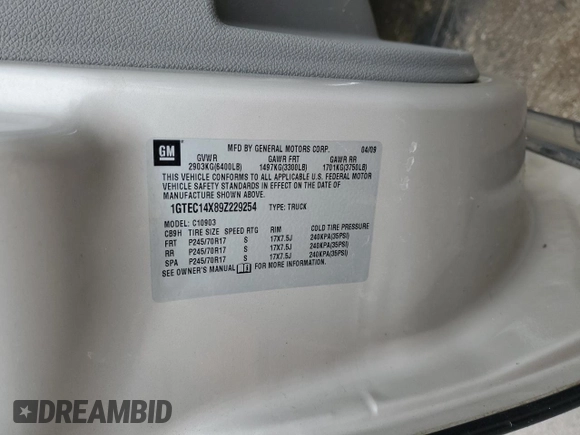 GM
MFD BY GENERAL MOTORS CORP. 04/09
GVWR GAWR FRT GAWR RR
2903KG(6400LB) 1497KG(3300LB) 1701KG(3750LB)
THIS VEHICLE CONFORMS TO ALL APPLICABLE U.S. FEDERAL MOTOR
VEHICLE SAFETY STANDARDS IN EFFECT ON THE DATE OF
MANUFACTURE SHOWN ABOVE.
1GTEC14X89Z229254 TYPE: TRUCK
MODEL: C10903
CB9H TIRE SIZE SPEED RTG RIM COLD TIRE PRESSURE
FRT P245/70R17 S 17X7.5J 240KPA(35PSI)
RR P245/70R17 S 17X7.5J 240KPA(35PSI)
SPA P245/70R17 S 17X7.5J 240KPA(35PSI)
SEE OWNER'S MANUAL FOR MORE INFORMATION.
DREAMBID